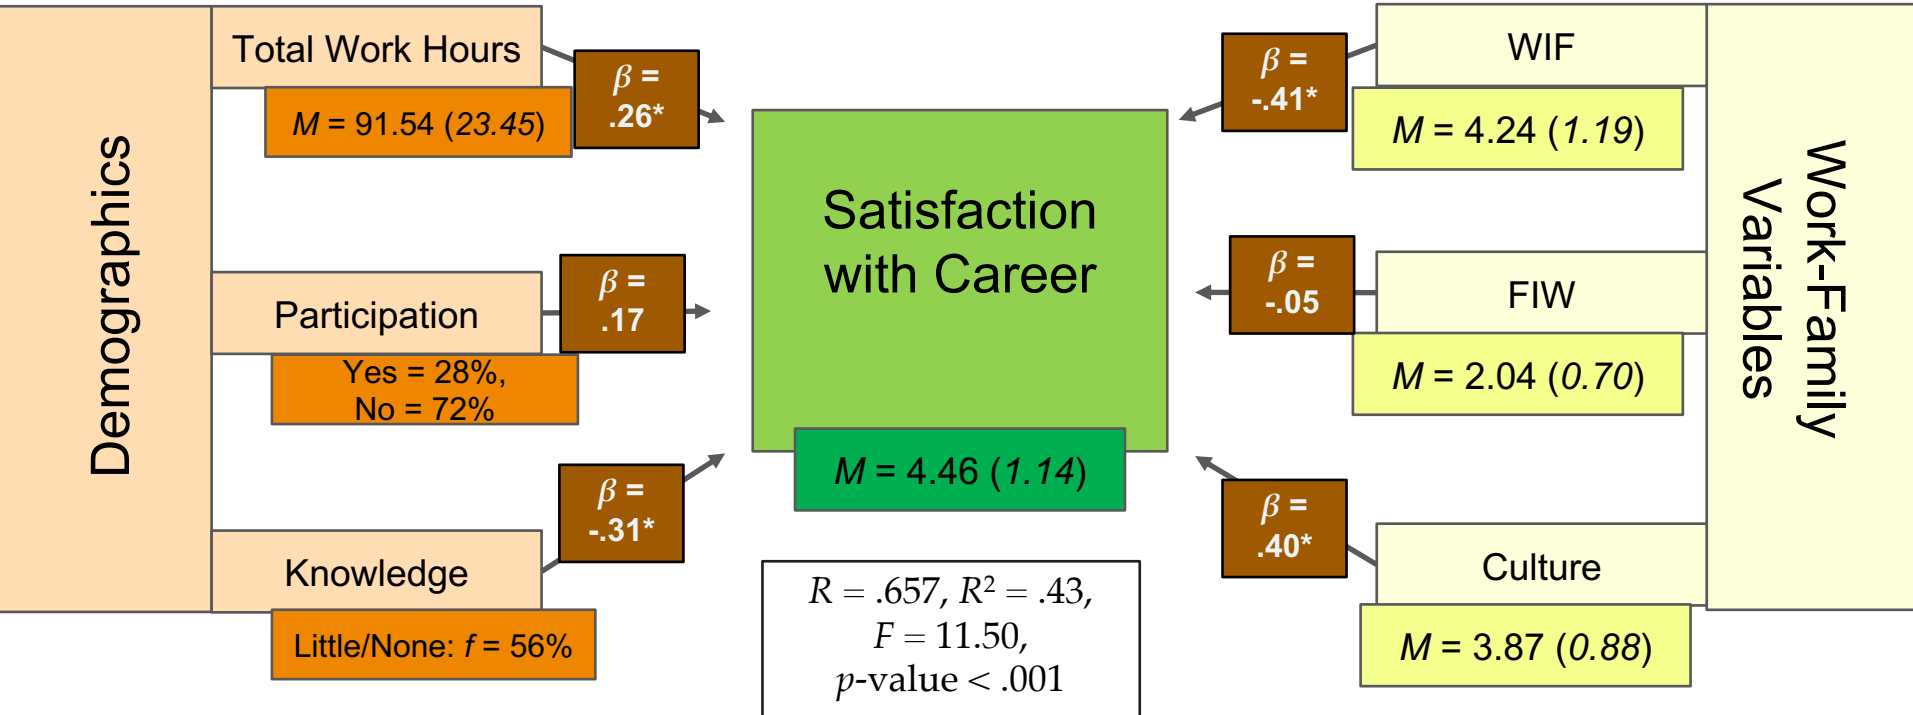 Demographics
Total Work Hours
M = 91.54 (23.45)
β =
.26*
Participation
Yes = 28%,
No = 72%
β =
.17
Knowledge
Little/None: f = 56%
β =
-.31*
Satisfaction
with Career
M = 4.46 (1.14)
R = .657, R² = .43,
F = 11.50,
p-value < .001
β =
-.41*
WIF
M = 4.24 (1.19)
β =
-.05
FIW
M = 2.04 (0.70)
β =
.40*
Culture
M = 3.87 (0.88)
Work-Family
Variables